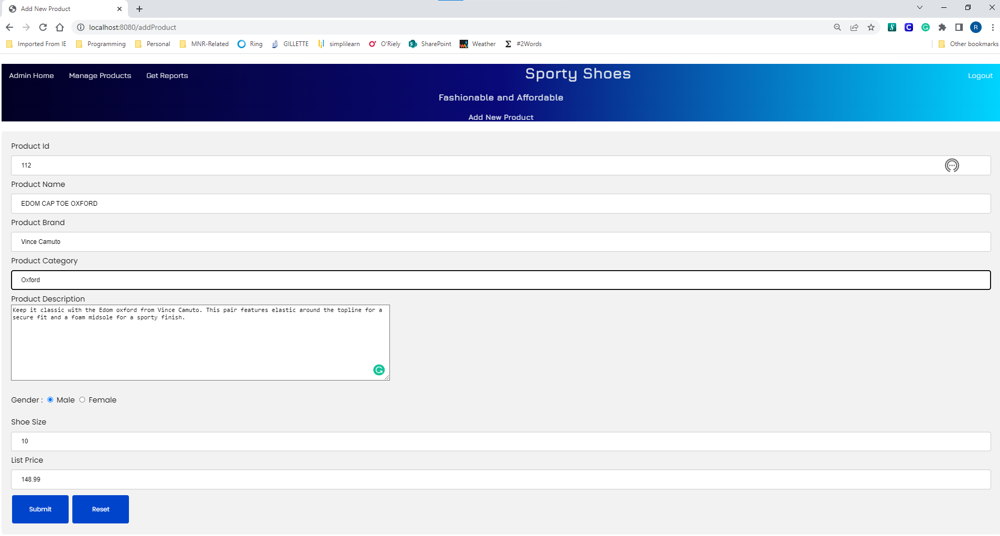 Add New Product
localhost:8080/addProduct
R
Imported From IE Programming Personal MNR-Related Ring GILLETTE simplilearn O'Riely SharePoint Weather #2Words Other bookmarks
Admin Home Manage Products Get Reports Sporty Shoes Logout
Fashionable and Affordable
Add New Product
Product Id
112
Product Name
EDOM CAP TOE OXFORD
Product Brand
Vince Camuto
Product Category
Oxford
Product Description
Keep it classic with the Edom oxford from Vince Camuto. This pair features elastic around the topline for a
secure fit and a foam midsole for a sporty finish.
Gender : Male Female
Shoe Size
10
List Price
148.99
Submit Reset